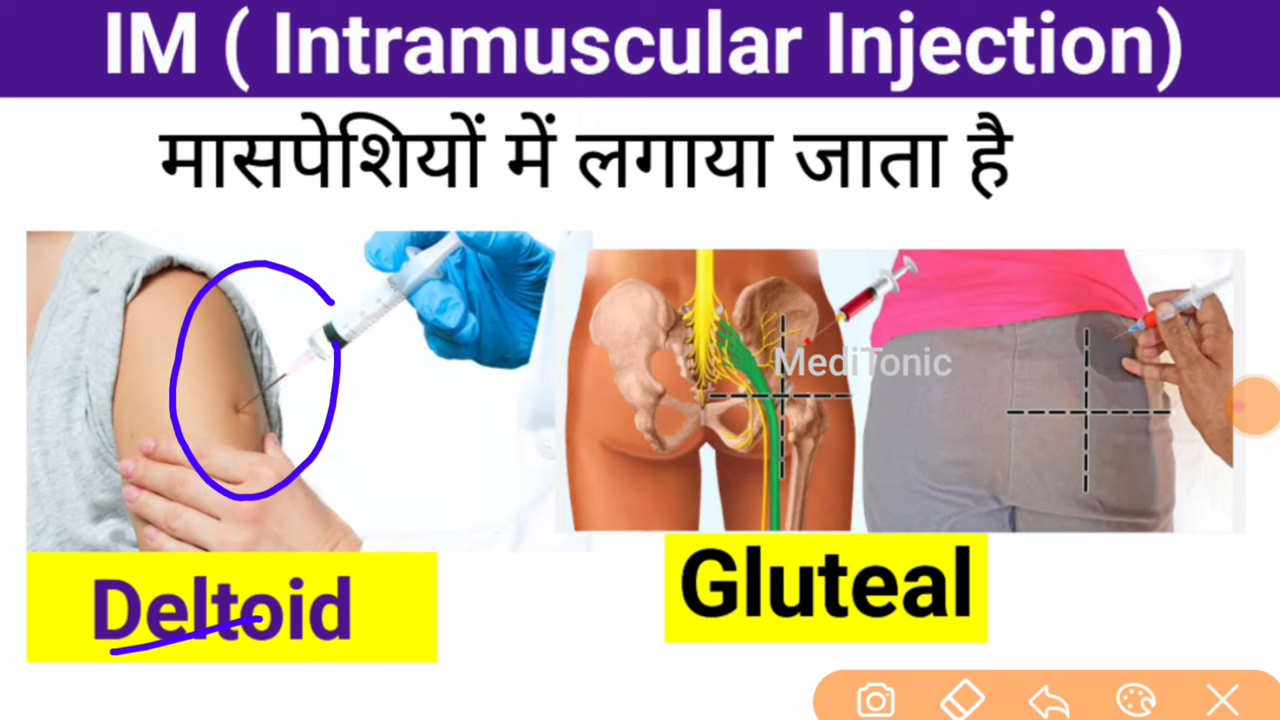 IM ( Intramuscular Injection)
मासपेशियों में लगाया जाता है
MediTonic
Deltoid
Gluteal